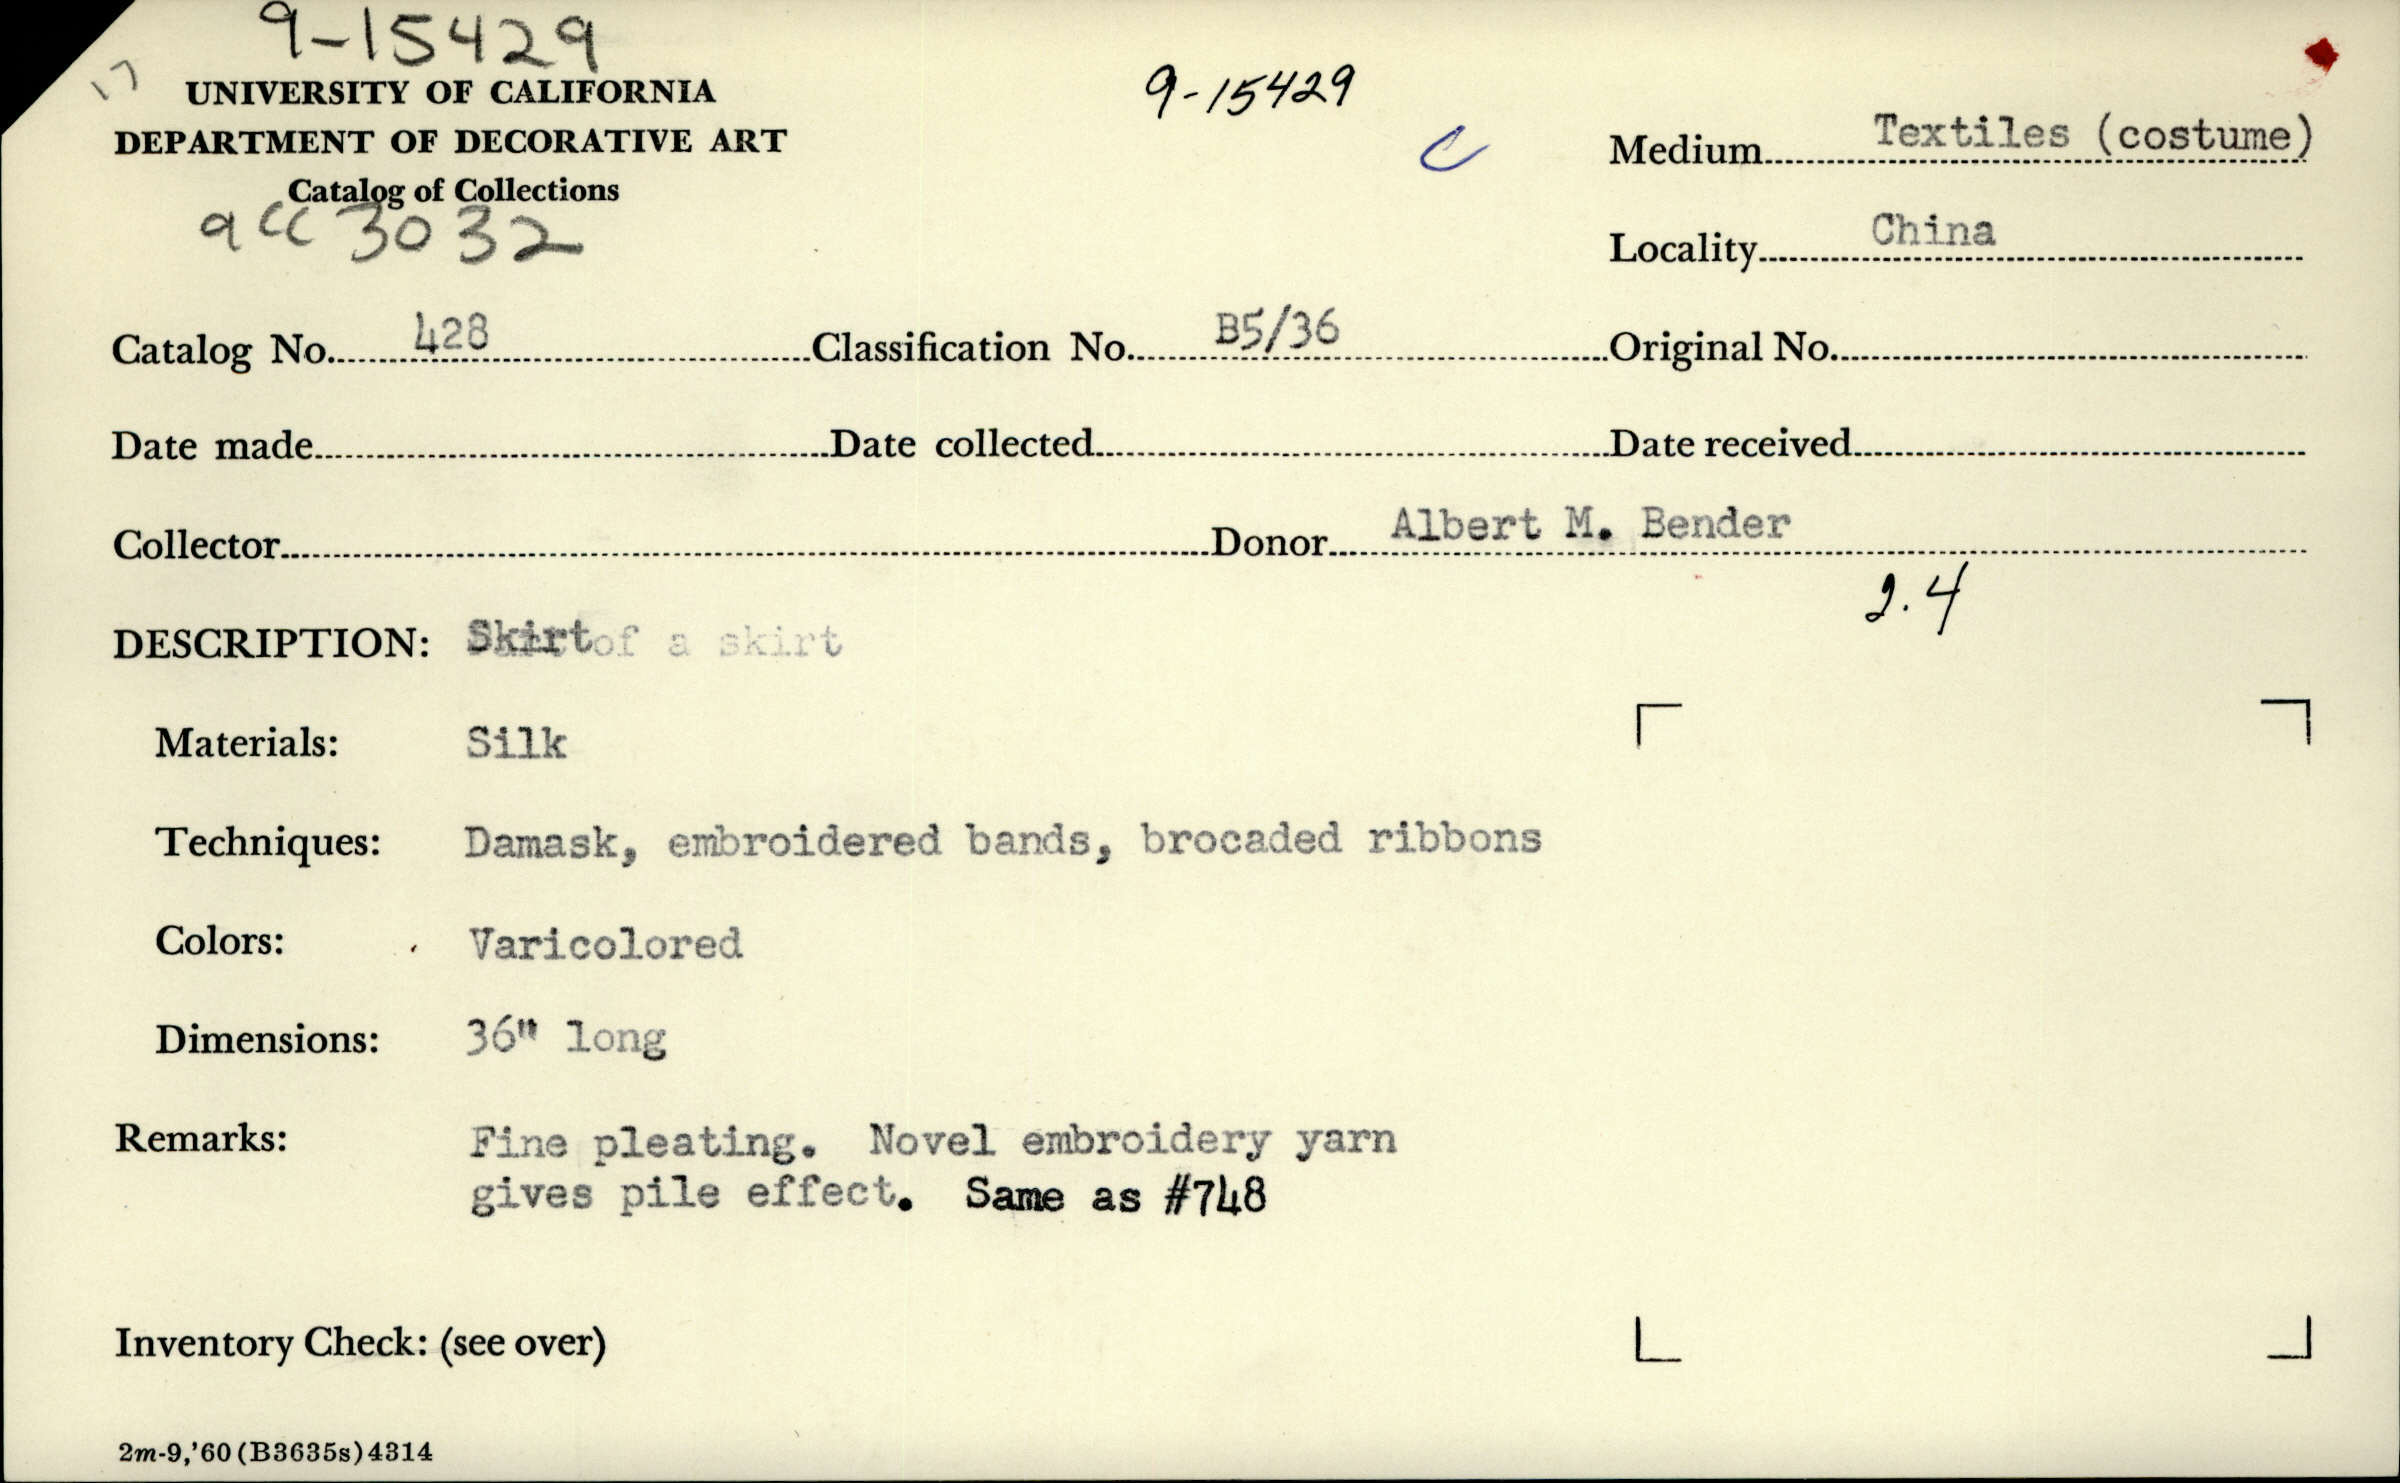 9-15429
17
UNIVERSITY OF CALIFORNIA
9-15429
DEPARTMENT OF DECORATIVE ART
C
Medium Textiles (costume)
Catalog of Collections
acc 3032
Locality China
Catalog No. 428 Classification No. B5/36 Original No.
Date made Date collected Date received
Collector Donor Albert M. Bender
2.4
DESCRIPTION: Skirt of a skirt
Materials: Silk
Techniques: Damask, embroidered bands, brocaded ribbons
Colors: Varicolored
Dimensions: 36" long
Remarks: Fine pleating. Novel embroidery yarn
gives pile effect. Same as #748
Inventory Check: (see over)
2m-9,'60(B3635s)4314